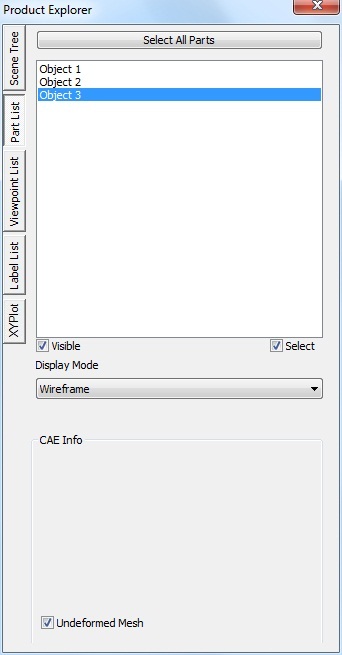 Product Explorer
Scene Tree
Part List
Viewpoint List
Label List
XYPlot
Select All Parts
Object 1
Object 2
Object 3
Visible
Select
Display Mode
Wireframe
CAE Info
Undeformed Mesh